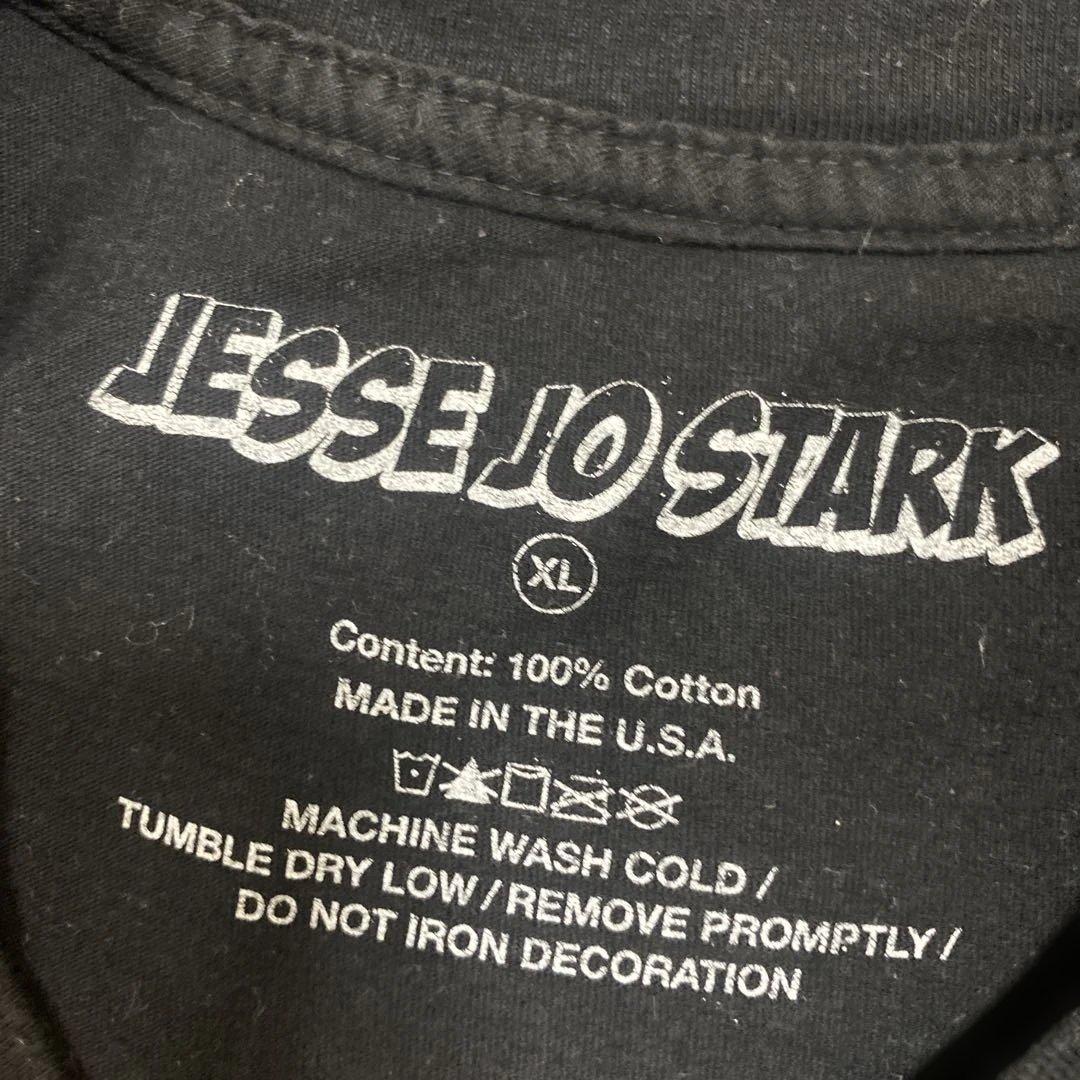 JESSE JO STARK
XL
Content: 100% Cotton
MADE IN THE U.S.A.
MACHINE WASH COLD /
TUMBLE DRY LOW / REMOVE PROMPTLY /
DO NOT IRON DECORATION